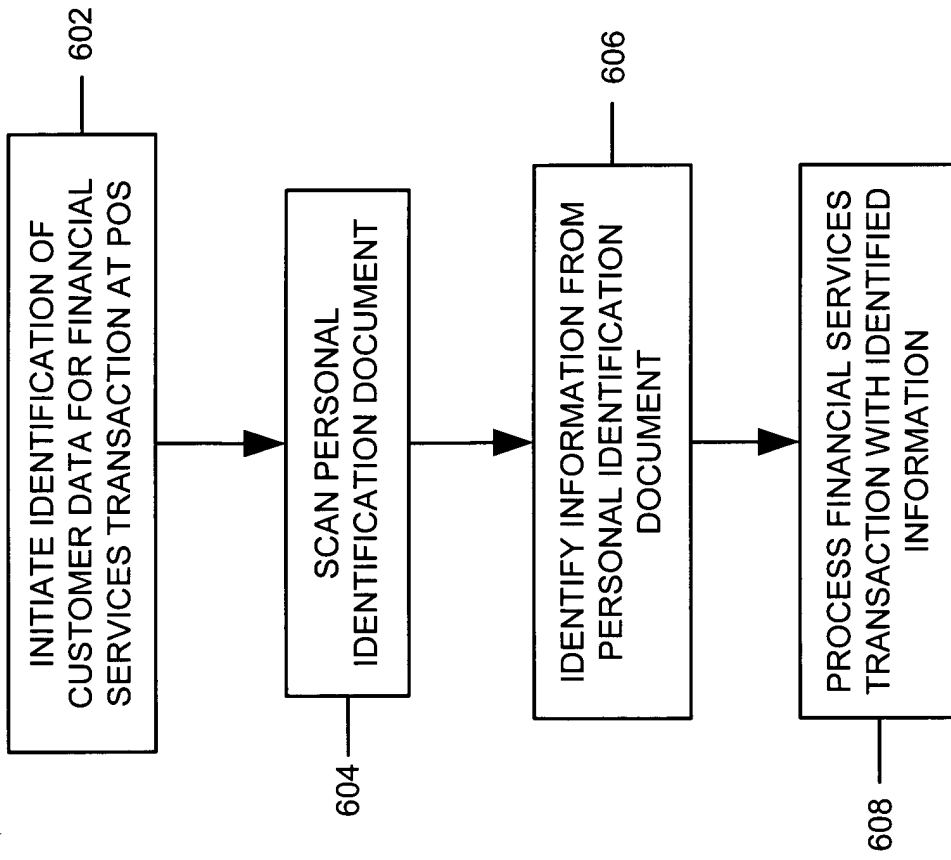 INITIATE IDENTIFICATION OF
CUSTOMER DATA FOR FINANCIAL
SERVICES TRANSACTION AT POS
602
SCAN PERSONAL
IDENTIFICATION DOCUMENT
604
IDENTIFY INFORMATION FROM
PERSONAL IDENTIFICATION
DOCUMENT
606
PROCESS FINANCIAL SERVICES
TRANSACTION WITH IDENTIFIED
INFORMATION
608